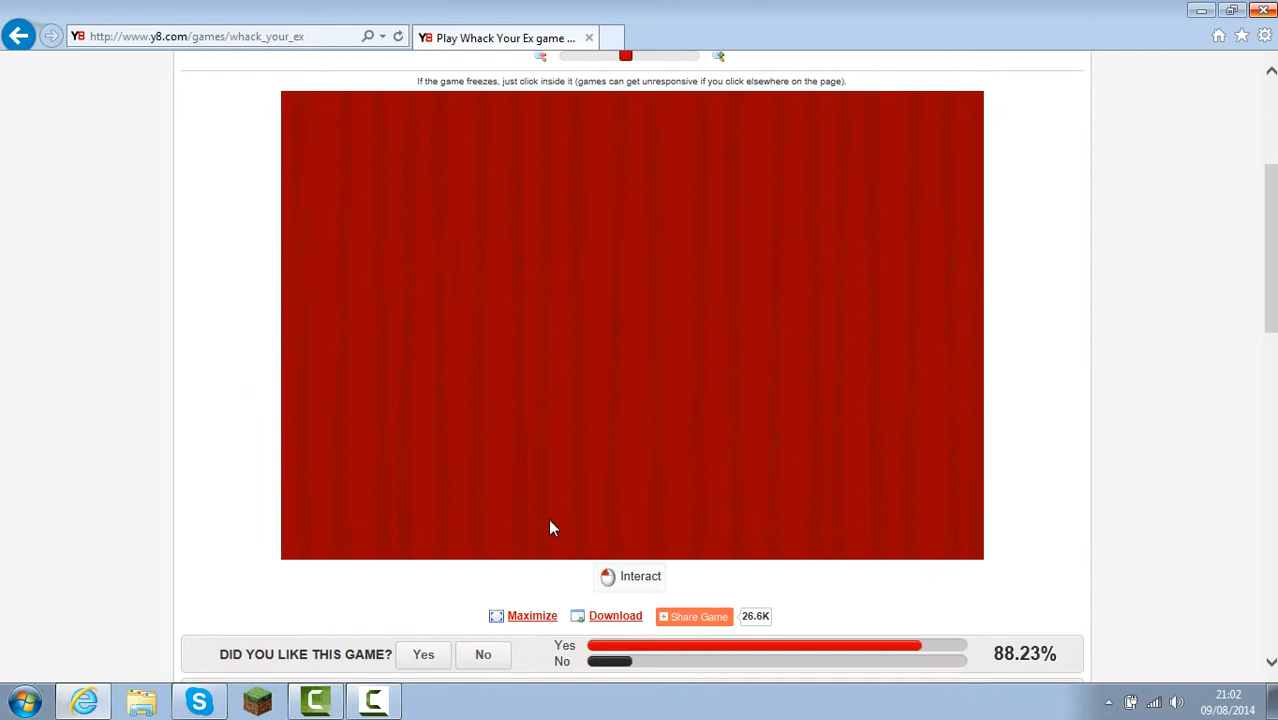 http://www.y8.com/games/whack_your_ex
Y8 Play Whack Your Ex game ...
If the game freezes, just click inside it (games can get unresponsive if you click elsewhere on the page).
Interact
Maximize Download Share Game 26.6K
DID YOU LIKE THIS GAME? Yes No Yes 88.23%
No
21:02
09/08/2014